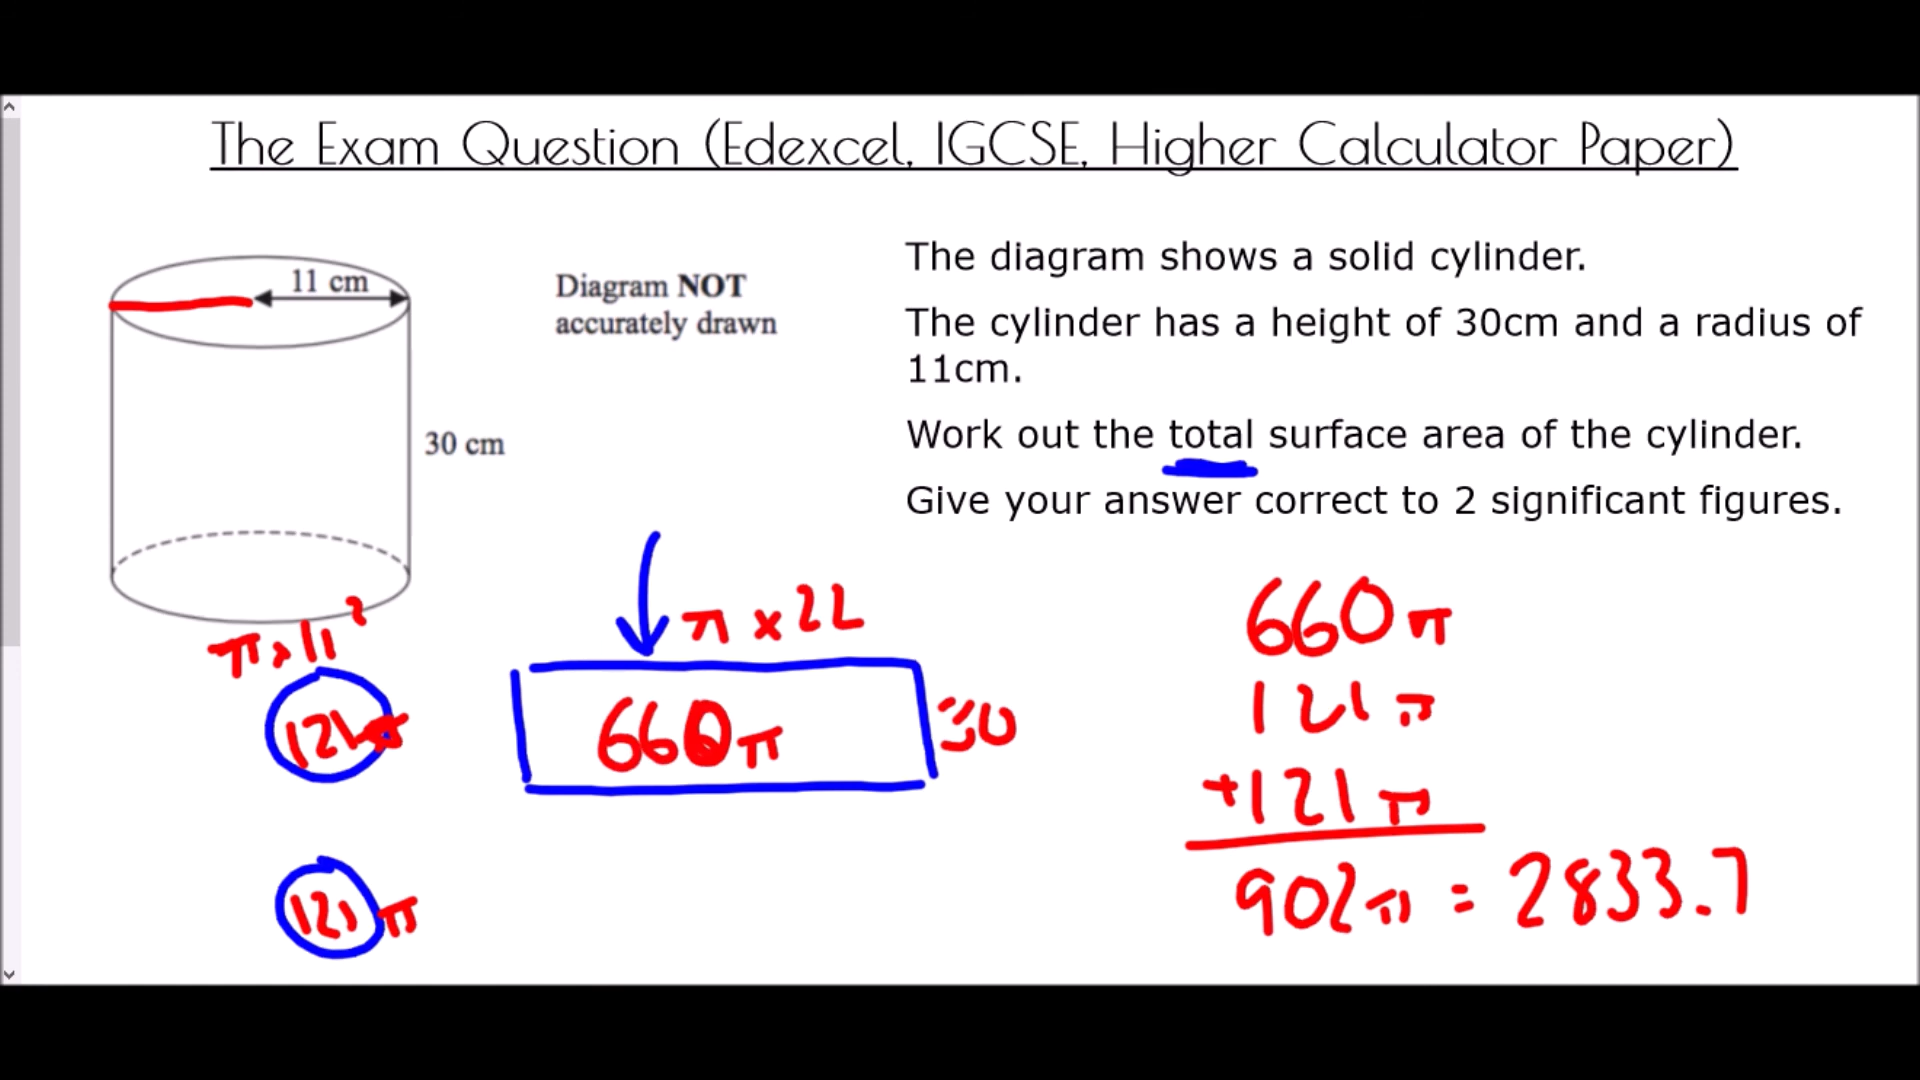 The Exam Question (Edexcel, IGCSE, Higher Calculator Paper)
11 cm
Diagram NOT
accurately drawn
30 cm
The diagram shows a solid cylinder.
The cylinder has a height of 30cm and a radius of
11cm.
Work out the total surface area of the cylinder.
Give your answer correct to 2 significant figures.
π × 11²
121π
121π
π × 22
660π
30
660π
121π
+121π
902π = 2833.7